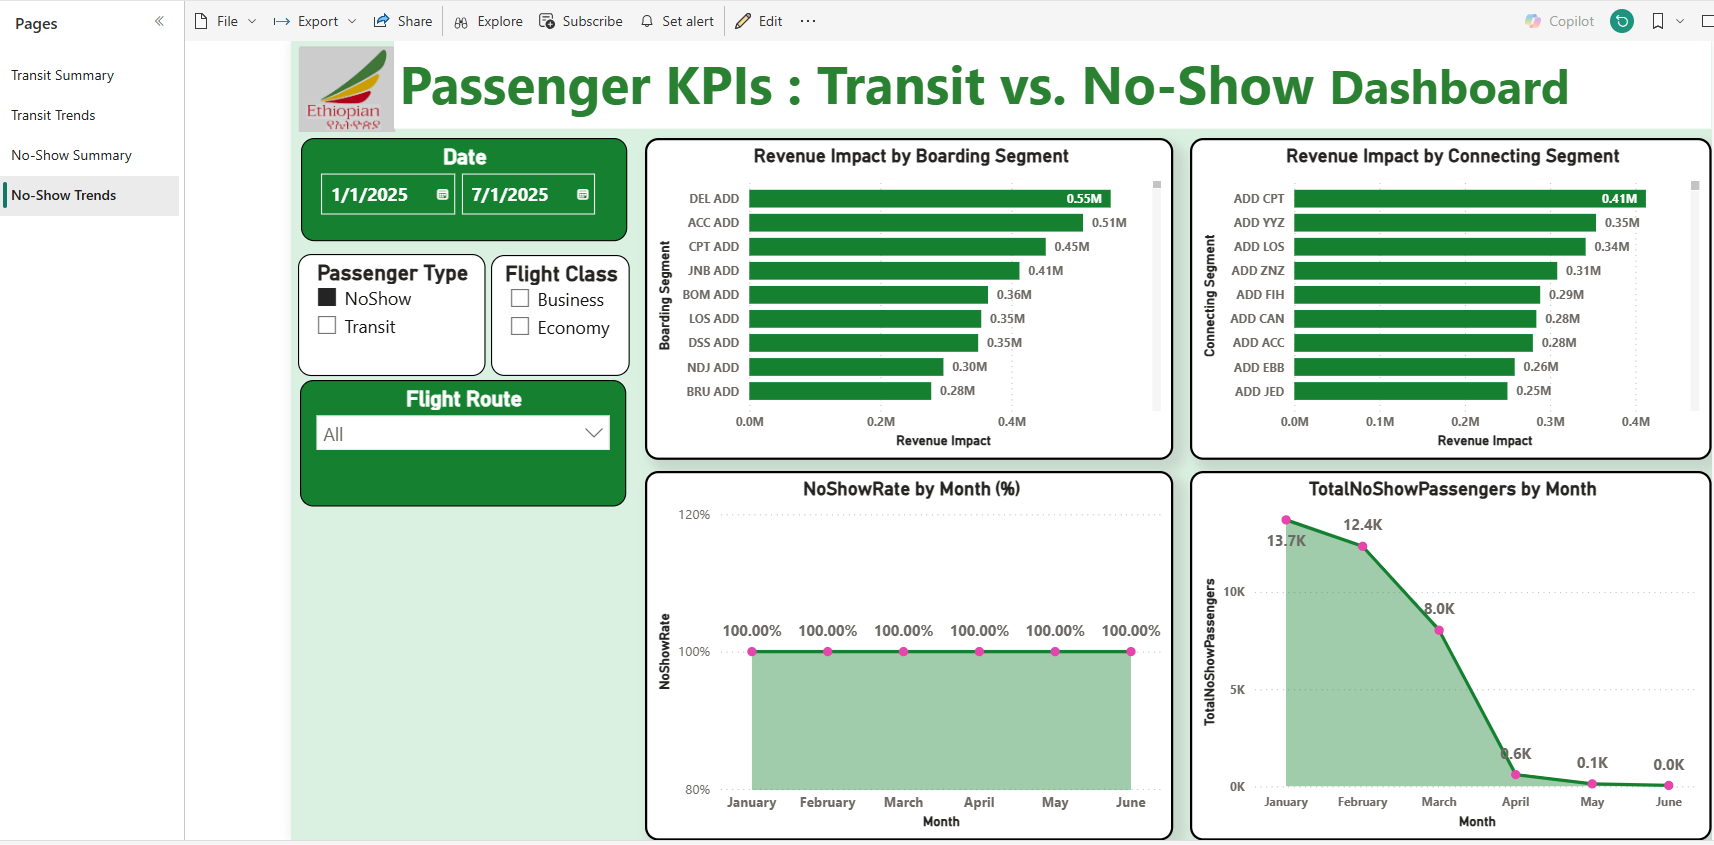 Pages
Transit Summary
Transit Trends
No-Show Summary
No-Show Trends
File
Export
Share
Explore
Subscribe
Set alert
Edit
Copilot
Ethiopian
የኢትዮጵያ
Passenger KPIs : Transit vs. No-Show Dashboard
Date
1/1/2025
7/1/2025
Passenger Type
NoShow
Transit
Flight Class
Business
Economy
Flight Route
All
Revenue Impact by Boarding Segment
Boarding Segment
DEL ADD 0.55M
ACC ADD 0.51M
CPT ADD 0.45M
JNB ADD 0.41M
BOM ADD 0.36M
LOS ADD 0.35M
DSS ADD 0.35M
NDJ ADD 0.30M
BRU ADD 0.28M
0.0M 0.2M 0.4M
Revenue Impact
Revenue Impact by Connecting Segment
Connecting Segment
ADD CPT 0.41M
ADD YYZ 0.35M
ADD LOS 0.34M
ADD ZNZ 0.31M
ADD FIH 0.29M
ADD CAN 0.28M
ADD ACC 0.28M
ADD EBB 0.26M
ADD JED 0.25M
0.0M 0.1M 0.2M 0.3M 0.4M
Revenue Impact
NoShowRate by Month (%)
NoShowRate
120%
100.00% 100.00% 100.00% 100.00% 100.00% 100.00%
100%
80%
January February March April May June
Month
TotalNoShowPassengers by Month
TotalNoShowPassengers
13.7K
12.4K
10K
8.0K
5K
0.6K
0.1K
0.0K
0K
January February March April May June
Month